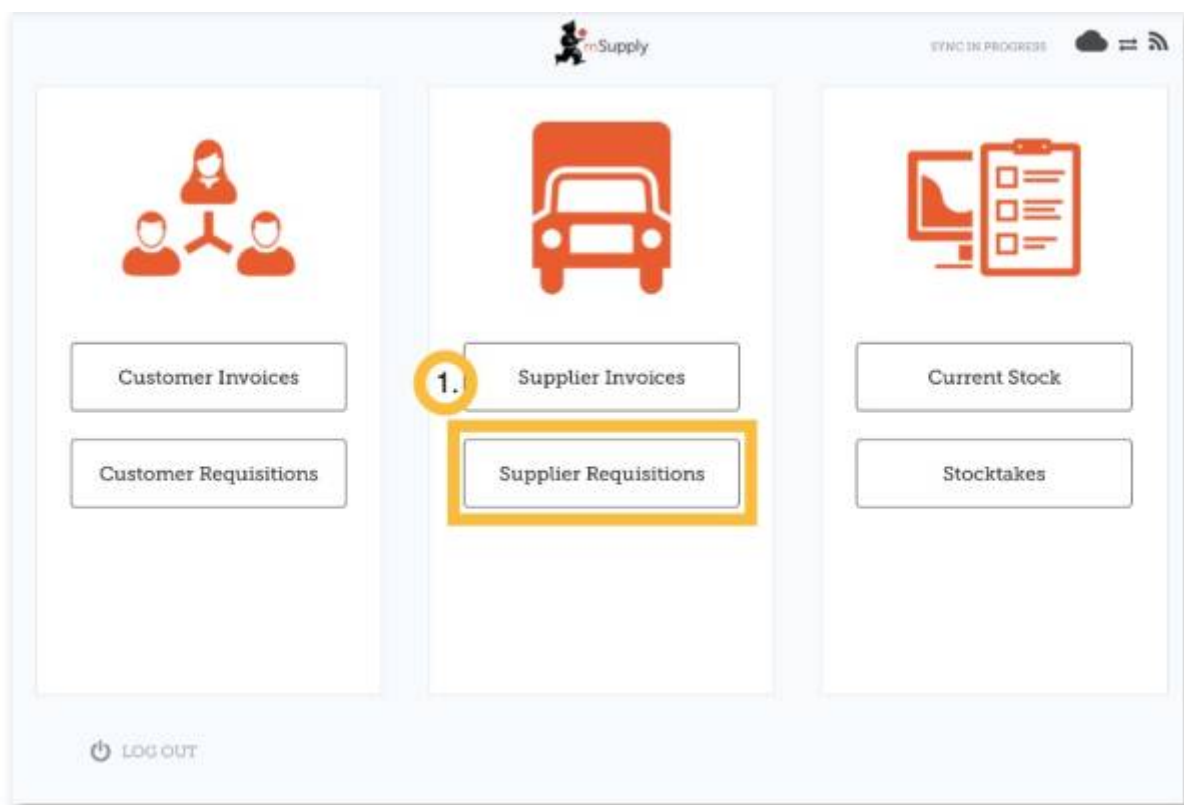 mSupply
SYNC IN PROGRESS
Customer Invoices
1.
Supplier Invoices
Current Stock
Customer Requisitions
Supplier Requisitions
Stocktakes
LOG OUT